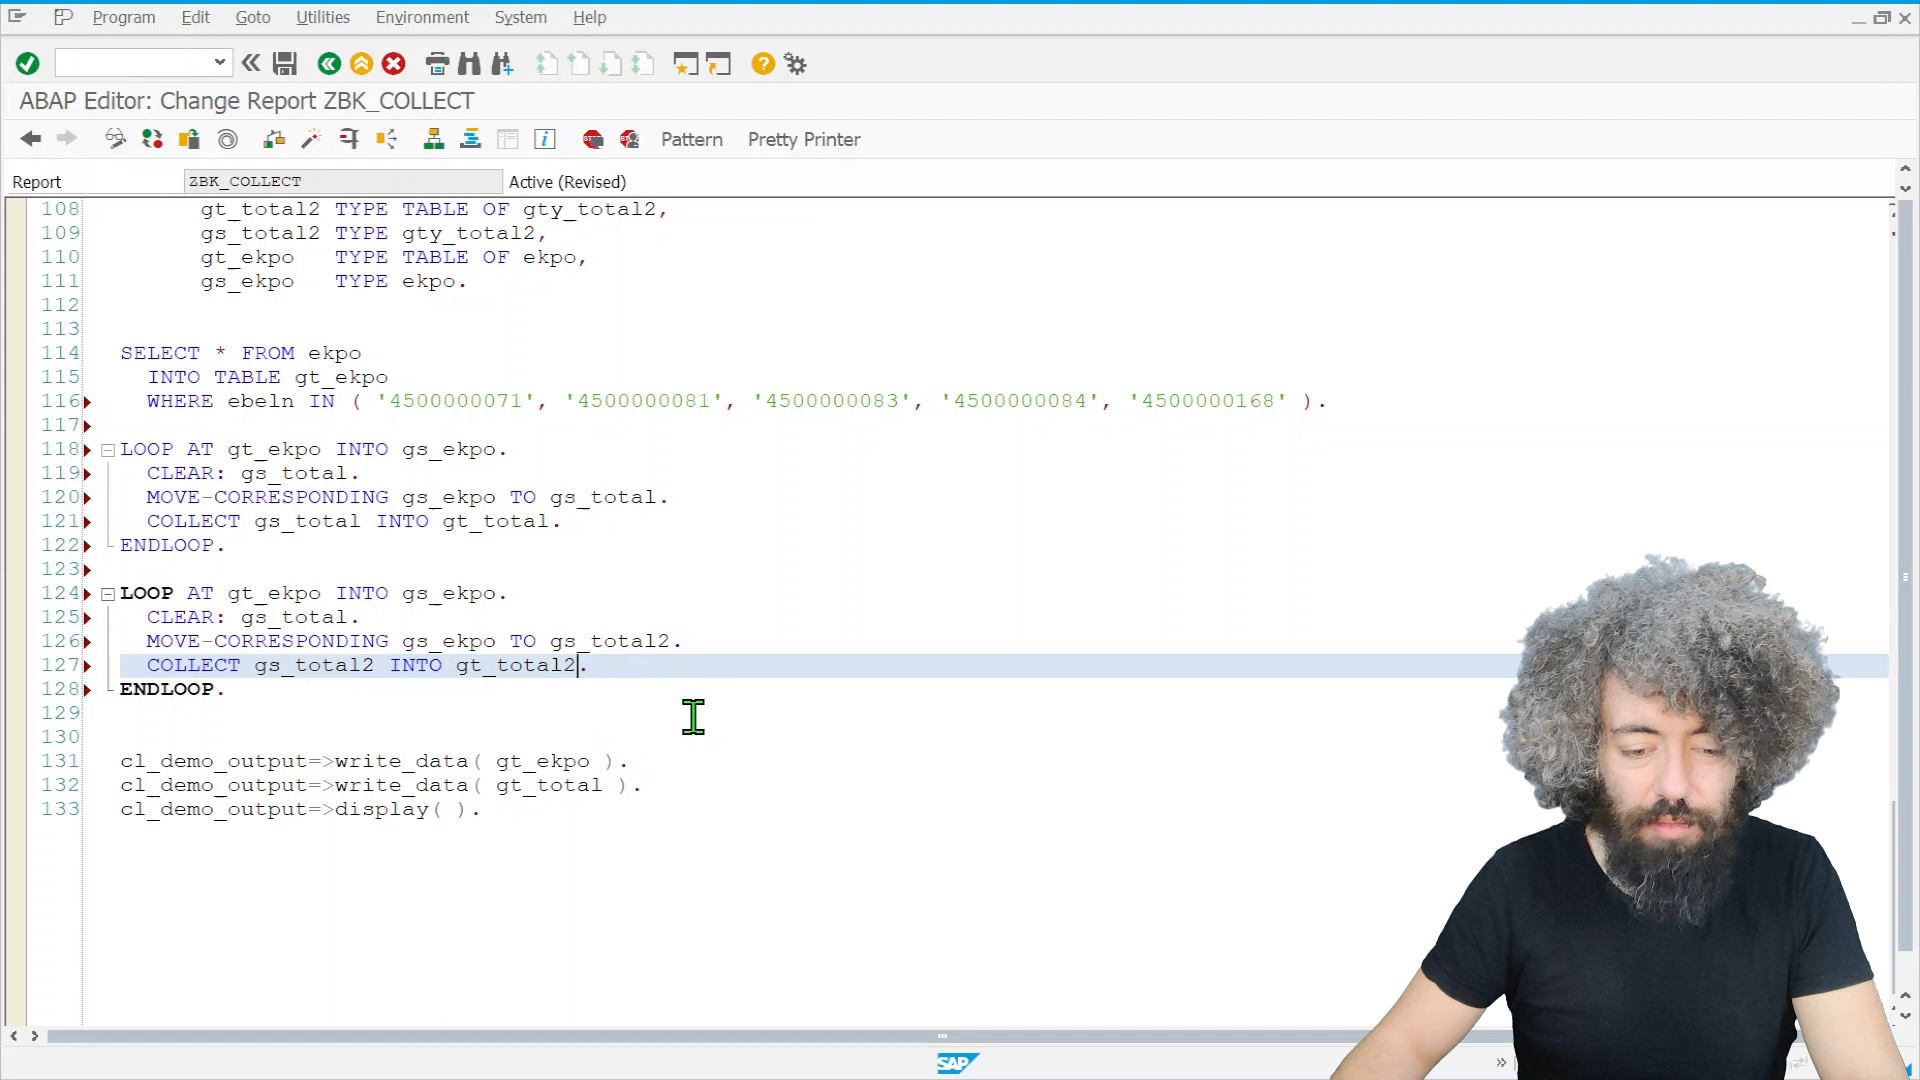 Program Edit Goto Utilities Environment System Help
ABAP Editor: Change Report ZBK_COLLECT
Pattern Pretty Printer
Report ZBK_COLLECT Active (Revised)
108 gt_total2 TYPE TABLE OF gty_total2,
109 gs_total2 TYPE gty_total2,
110 gt_ekpo TYPE TABLE OF ekpo,
111 gs_ekpo TYPE ekpo.
112
113
114 SELECT * FROM ekpo
115 INTO TABLE gt_ekpo
116 WHERE ebeln IN ( '4500000071', '4500000081', '4500000083', '4500000084', '4500000168' ).
117
118 LOOP AT gt_ekpo INTO gs_ekpo.
119 CLEAR: gs_total.
120 MOVE-CORRESPONDING gs_ekpo TO gs_total.
121 COLLECT gs_total INTO gt_total.
122 ENDLOOP.
123
124 LOOP AT gt_ekpo INTO gs_ekpo.
125 CLEAR: gs_total.
126 MOVE-CORRESPONDING gs_ekpo TO gs_total2.
127 COLLECT gs_total2 INTO gt_total2.
128 ENDLOOP.
129
130
131 cl_demo_output=>write_data( gt_ekpo ).
132 cl_demo_output=>write_data( gt_total ).
133 cl_demo_output=>display( ).
SAP